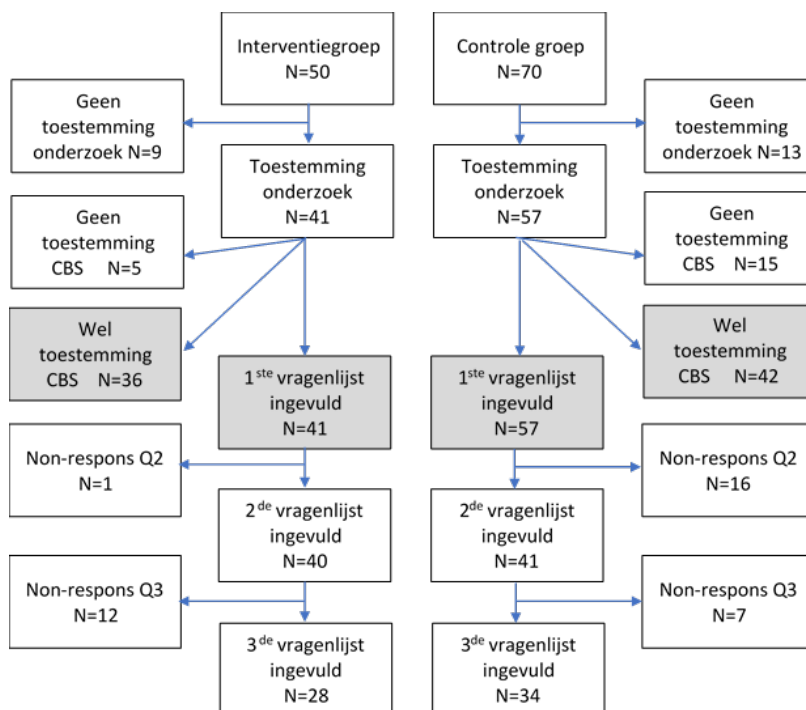 Interventiegroep
N=50
Controle groep
N=70
Geen
toestemming
onderzoek N=9
Geen
toestemming
onderzoek N=13
Toestemming
onderzoek
N=41
Toestemming
onderzoek
N=57
Geen
toestemming
CBS N=5
Geen
toestemming
CBS N=15
Wel
toestemming
CBS N=36
Wel
toestemming
CBS N=42
1ste vragenlijst
ingevuld
N=41
1ste vragenlijst
ingevuld
N=57
Non-respons Q2
N=1
Non-respons Q2
N=16
2de vragenlijst
ingevuld
N=40
2de vragenlijst
ingevuld
N=41
Non-respons Q3
N=12
Non-respons Q3
N=7
3de vragenlijst
ingevuld
N=28
3de vragenlijst
ingevuld
N=34